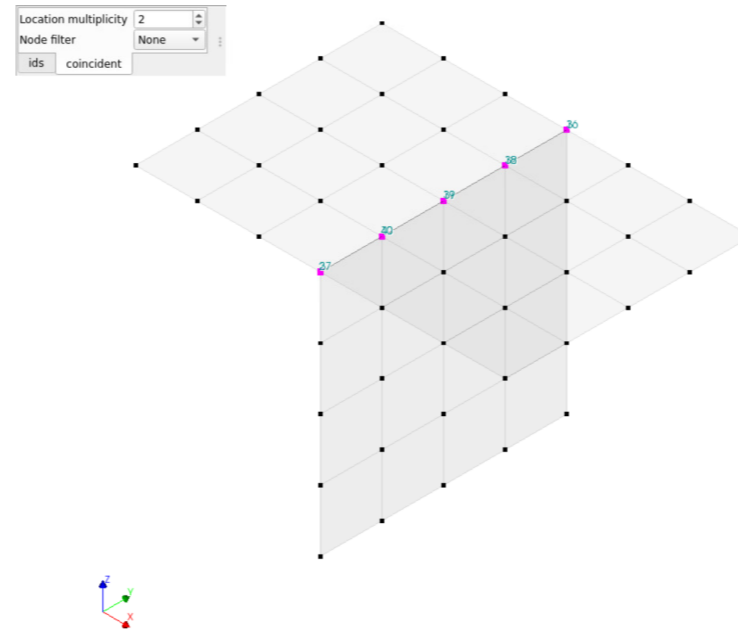 Location multiplicity 2
Node filter None
ids coincident
36
38
39
40
37
Z
Y
X